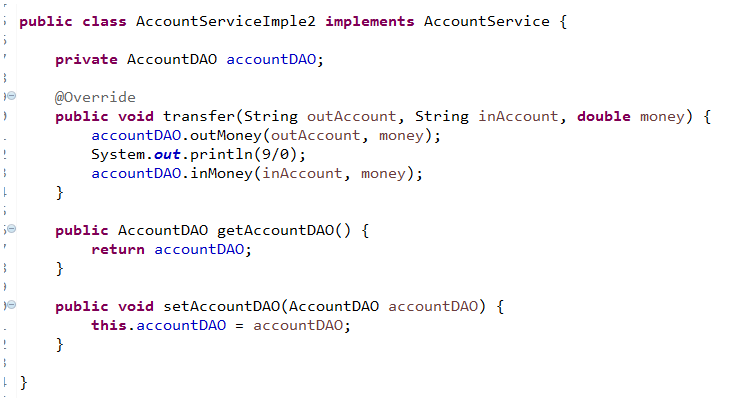 public class AccountServiceImple2 implements AccountService {
private AccountDAO accountDAO;
@Override
public void transfer(String outAccount, String inAccount, double money) {
accountDAO.outMoney(outAccount, money);
System.out.println(9/0);
accountDAO.inMoney(inAccount, money);
}
public AccountDAO getAccountDAO() {
return accountDAO;
}
public void setAccountDAO(AccountDAO accountDAO) {
this.accountDAO = accountDAO;
}
}